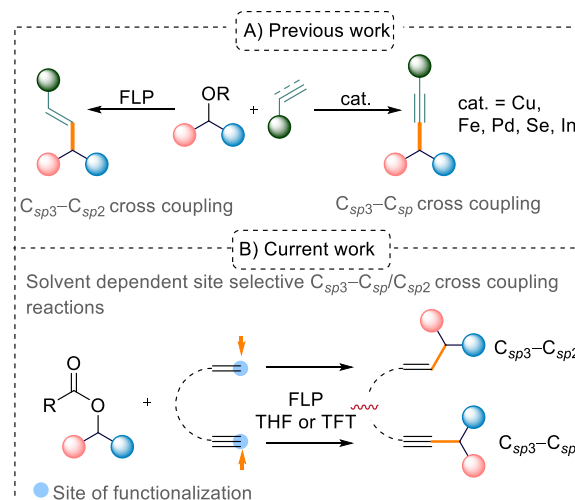 A) Previous work
FLP
OR
+
cat.
cat. = Cu,
Fe, Pd, Se, In
Csp3–Csp2 cross coupling
Csp3–Csp cross coupling
B) Current work
Solvent dependent site selective Csp3–Csp/Csp2 cross coupling
reactions
O
R
O
+
FLP
THF or TFT
Csp3–Csp2
Csp3–Csp
Site of functionalization